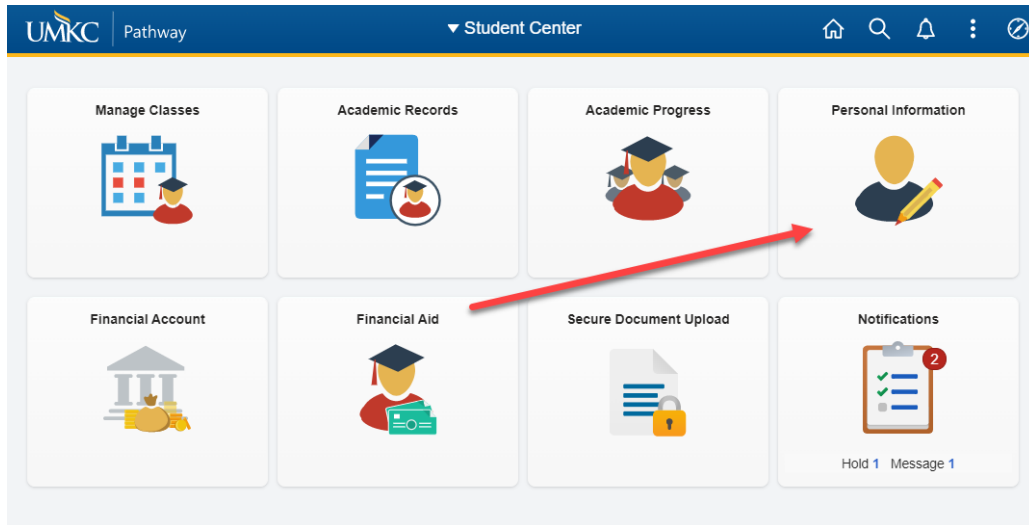 UMKC Pathway ▼ Student Center
Manage Classes
Academic Records
Academic Progress
Personal Information
Financial Account
Financial Aid
Secure Document Upload
Notifications
2
Hold 1 Message 1